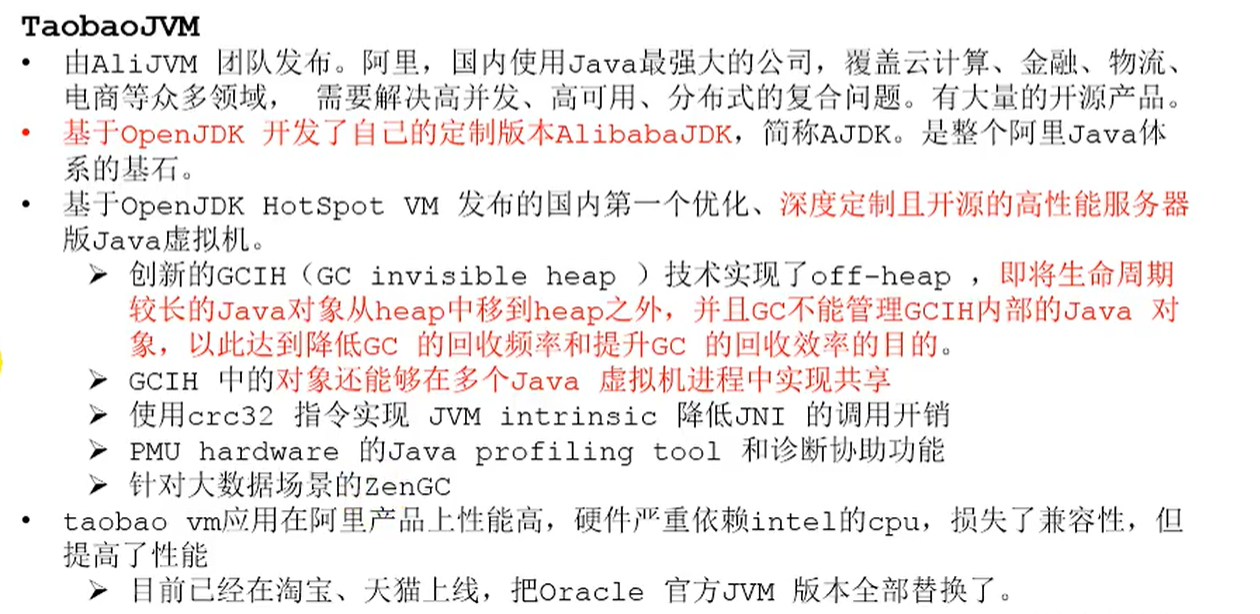 TaobaoJVM
• 由AliJVM 团队发布。阿里，国内使用Java最强大的公司，覆盖云计算、金融、物流、
电商等众多领域， 需要解决高并发、高可用、分布式的复合问题。有大量的开源产品。
• 基于OpenJDK 开发了自己的定制版本AlibabaJDK，简称AJDK。是整个阿里Java体
系的基石。
• 基于OpenJDK HotSpot VM 发布的国内第一个优化、深度定制且开源的高性能服务器
版Java虚拟机。
➢ 创新的GCIH（GC invisible heap ）技术实现了off-heap ，即将生命周期
较长的Java对象从heap中移到heap之外，并且GC不能管理GCIH内部的Java 对
象，以此达到降低GC 的回收频率和提升GC 的回收效率的目的。
➢ GCIH 中的对象还能够在多个Java 虚拟机进程中实现共享
➢ 使用crc32 指令实现 JVM intrinsic 降低JNI 的调用开销
➢ PMU hardware 的Java profiling tool 和诊断协助功能
➢ 针对大数据场景的ZenGC
• taobao vm应用在阿里产品上性能高，硬件严重依赖intel的cpu，损失了兼容性，但
提高了性能
➢ 目前已经在淘宝、天猫上线，把Oracle 官方JVM 版本全部替换了。